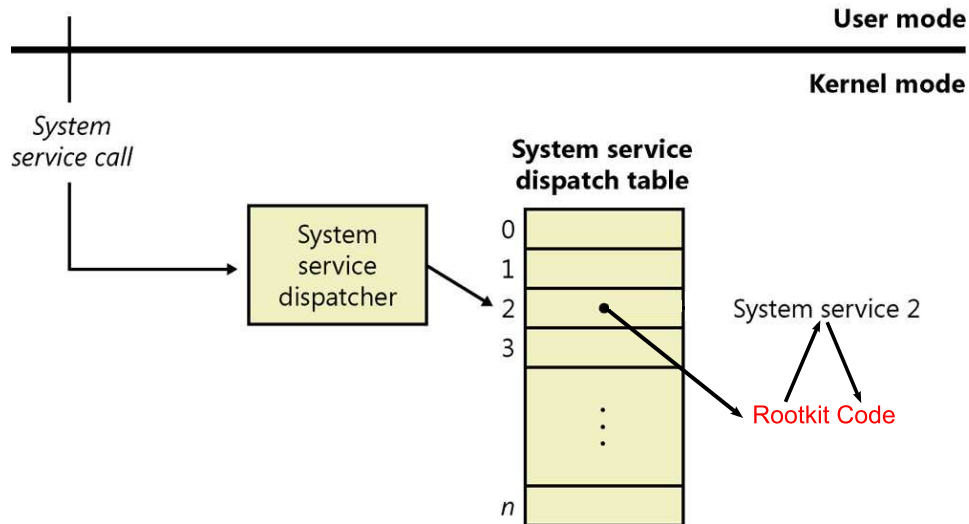 User mode
Kernel mode
System
service call
System service
dispatch table
System
service
dispatcher
0
1
2
3
n
System service 2
Rootkit Code